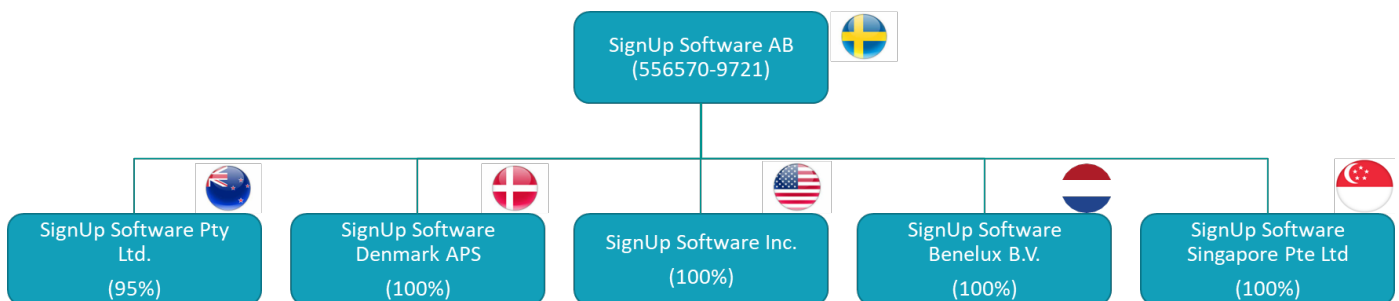 SignUp Software AB
(556570-9721)
SignUp Software Pty
Ltd.
(95%)
SignUp Software
Denmark APS
(100%)
SignUp Software Inc.
(100%)
SignUp Software
Benelux B.V.
(100%)
SignUp Software
Singapore Pte Ltd
(100%)